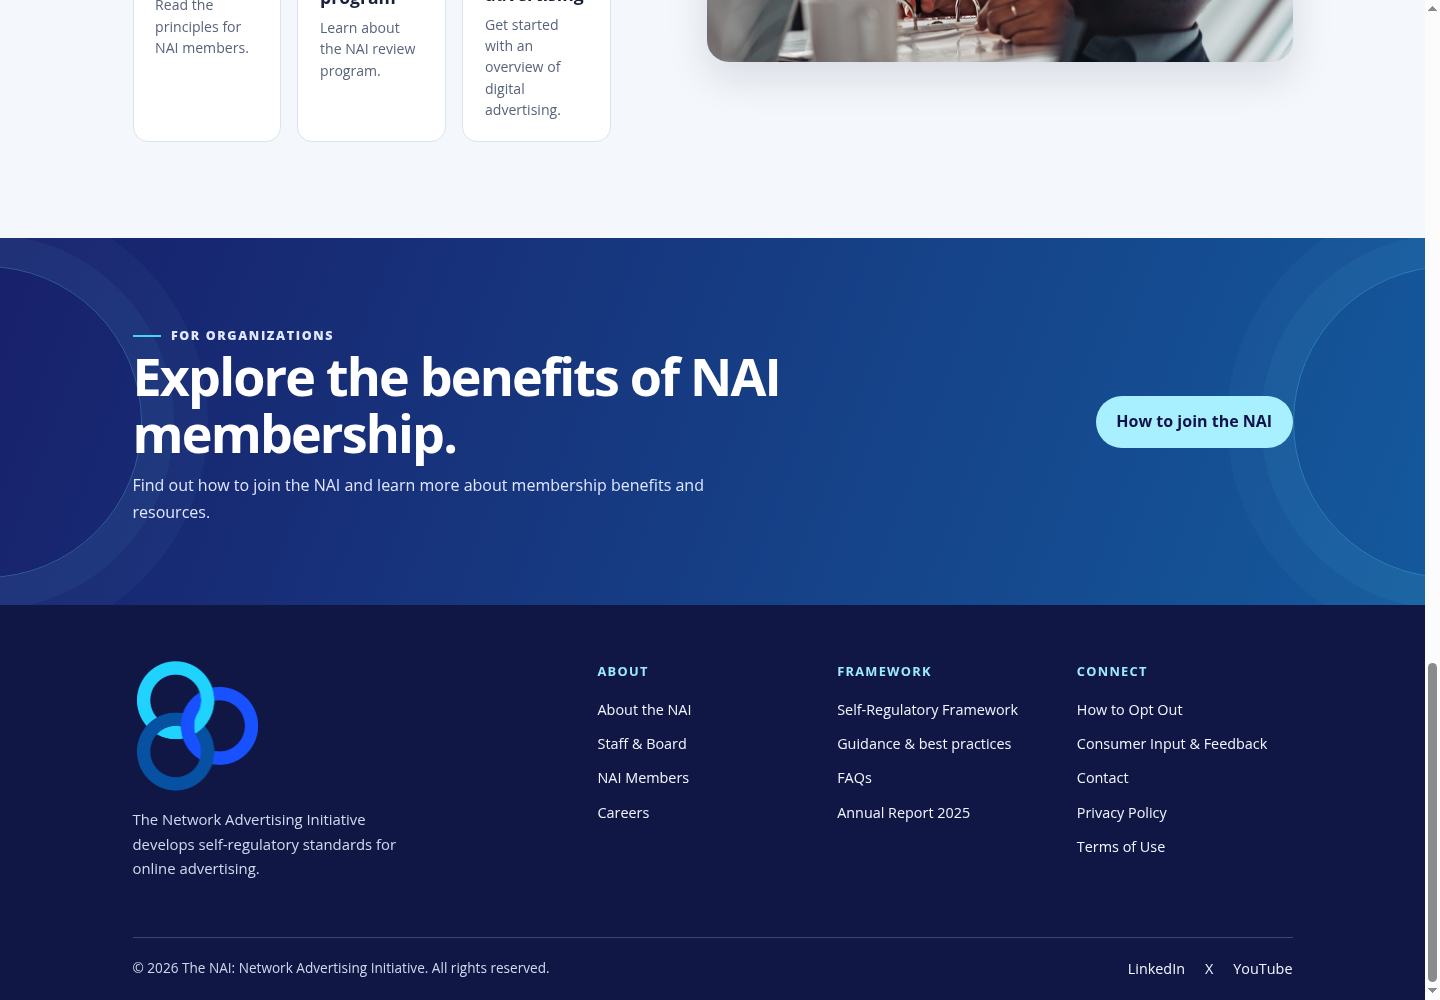 Read the
principles for
NAI members.
program
Learn about
the NAI review
program.
advertising
Get started
with an
overview of
digital
advertising.
FOR ORGANIZATIONS
Explore the benefits of NAI
membership.
Find out how to join the NAI and learn more about membership benefits and
resources.
How to join the NAI
The Network Advertising Initiative
develops self-regulatory standards for
online advertising.
ABOUT
About the NAI
Staff & Board
NAI Members
Careers
FRAMEWORK
Self-Regulatory Framework
Guidance & best practices
FAQs
Annual Report 2025
CONNECT
How to Opt Out
Consumer Input & Feedback
Contact
Privacy Policy
Terms of Use
© 2026 The NAI: Network Advertising Initiative. All rights reserved.
LinkedIn X YouTube